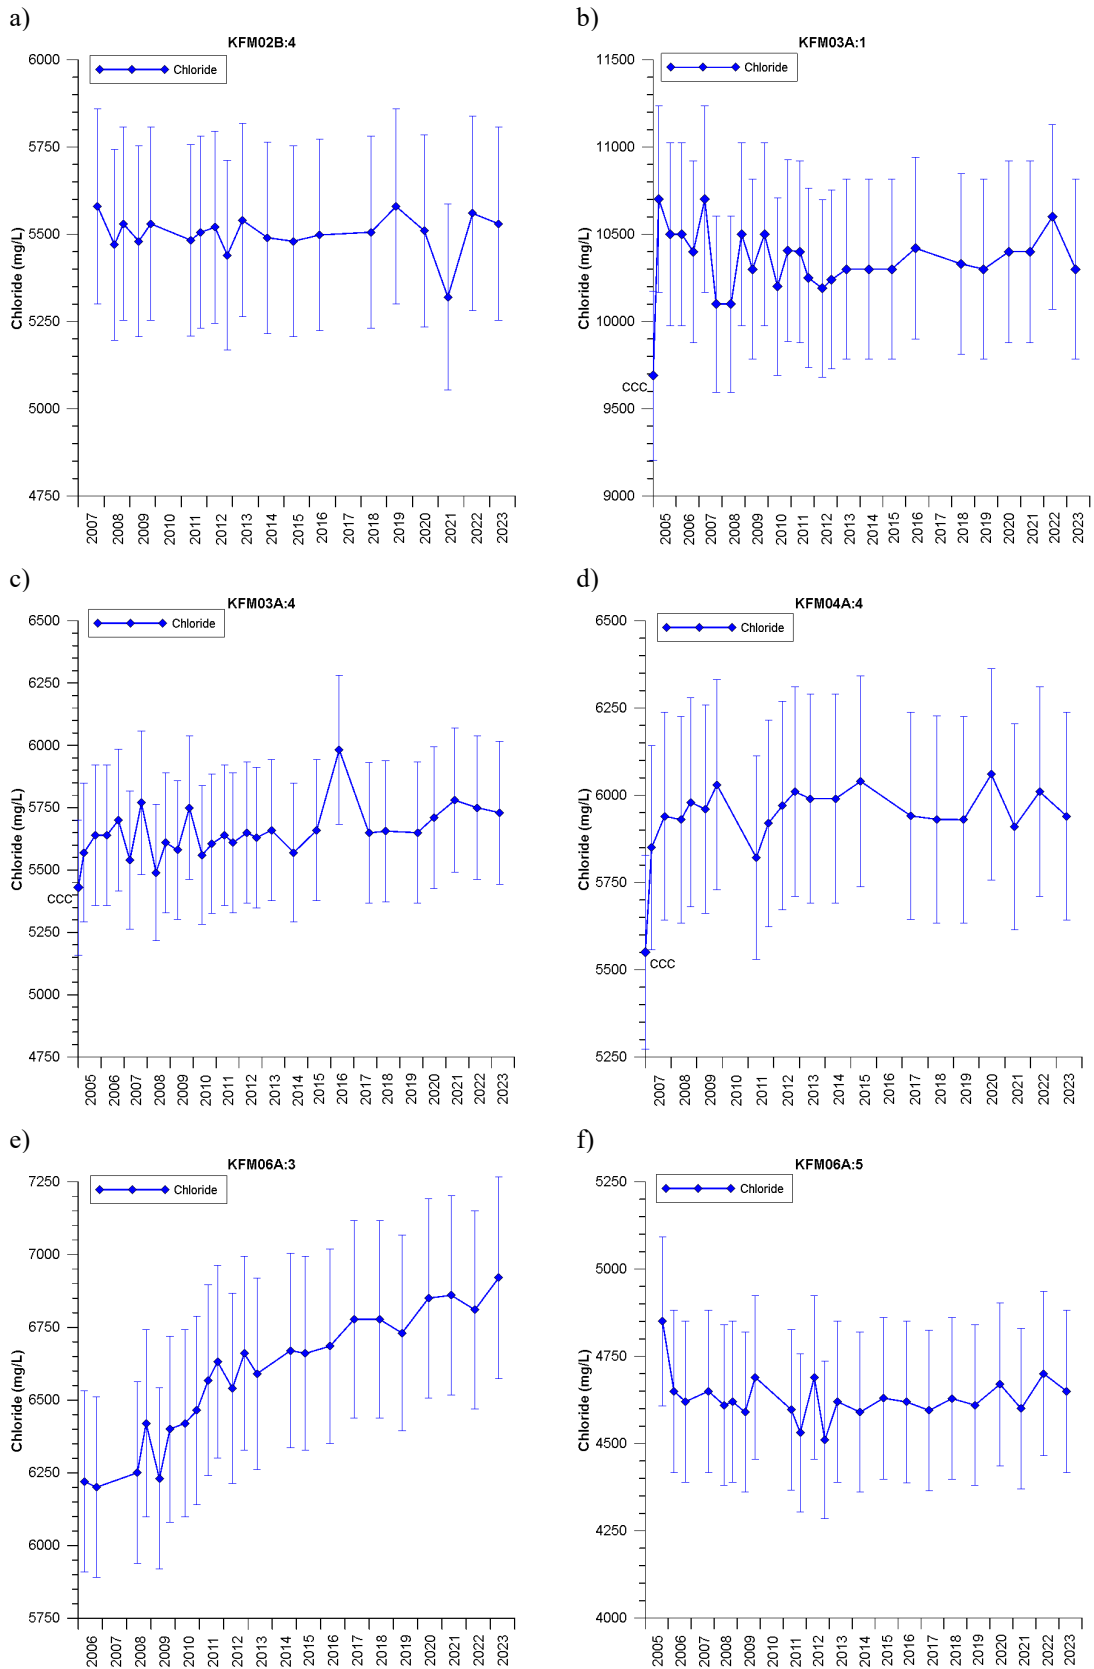 a)
KFM02B:4
Chloride
Chloride (mg/L)
6000
5750
5500
5250
5000
4750
2007 2008 2009 2010 2011 2012 2013 2014 2015 2016 2017 2018 2019 2020 2021 2022 2023
b)
KFM03A:1
Chloride
Chloride (mg/L)
11500
11000
10500
10000
9500
9000
CCC
2005 2006 2007 2008 2009 2010 2011 2012 2013 2014 2015 2016 2017 2018 2019 2020 2021 2022 2023
c)
KFM03A:4
Chloride
Chloride (mg/L)
6500
6250
6000
5750
5500
5250
5000
4750
CCC
2005 2006 2007 2008 2009 2010 2011 2012 2013 2014 2015 2016 2017 2018 2019 2020 2021 2022 2023
d)
KFM04A:4
Chloride
Chloride (mg/L)
6500
6250
6000
5750
5500
5250
CCC
2007 2008 2009 2010 2011 2012 2013 2014 2015 2016 2017 2018 2019 2020 2021 2022 2023
e)
KFM06A:3
Chloride
Chloride (mg/L)
7250
7000
6750
6500
6250
6000
5750
2006 2007 2008 2009 2010 2011 2012 2013 2014 2015 2016 2017 2018 2019 2020 2021 2022 2023
f)
KFM06A:5
Chloride
Chloride (mg/L)
5250
5000
4750
4500
4250
4000
2005 2006 2007 2008 2009 2010 2011 2012 2013 2014 2015 2016 2017 2018 2019 2020 2021 2022 2023